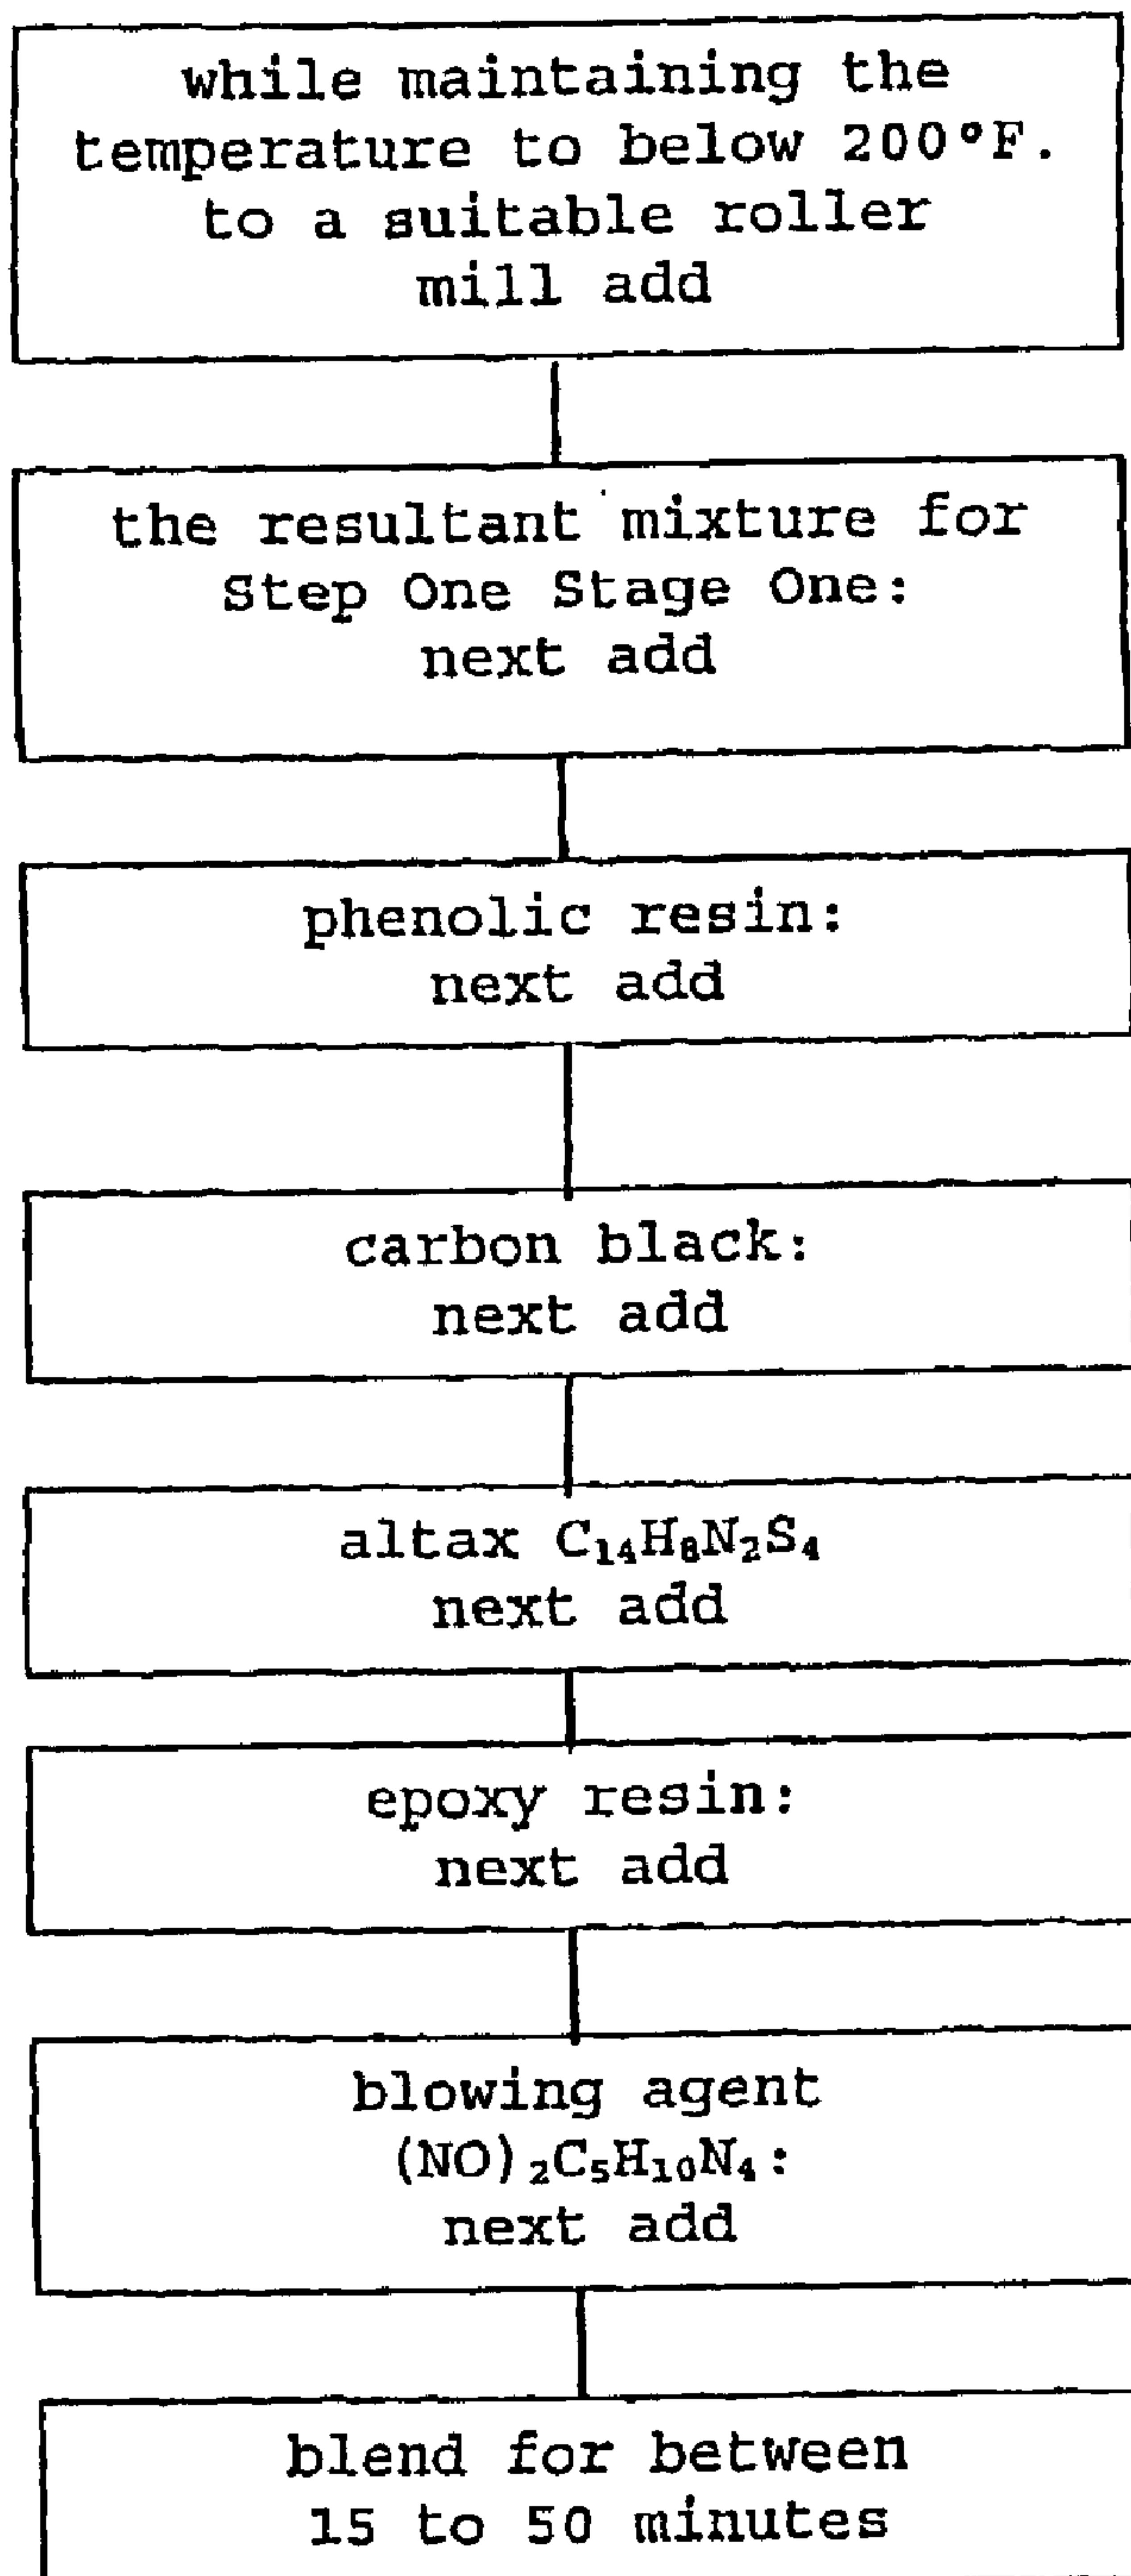 while maintaining the
temperature to below 200°F.
to a suitable roller
mill add
the resultant mixture for
Step One Stage One:
next add
phenolic resin:
next add
carbon black:
next add
altax C₁₄H₈N₂S₄
next add
epoxy resin:
next add
blowing agent
(NO)₂C₅H₁₀N₄:
next add
blend for between
15 to 50 minutes